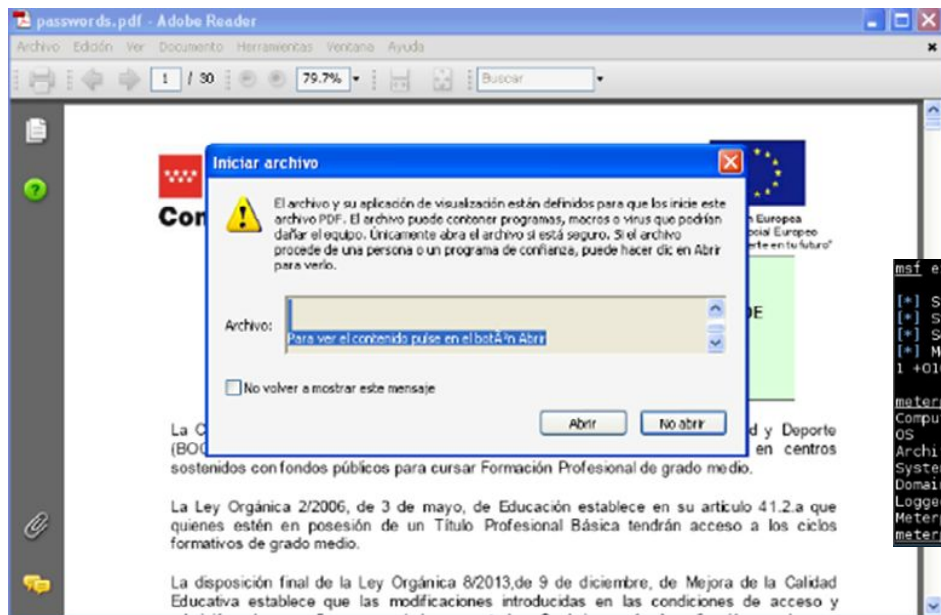 passwords.pdf - Adobe Reader
Archivo Edición Ver Documento Herramientas Ventana Ayuda
1 / 30 79.7% Buscar
Iniciar archivo
El archivo y su aplicación de visualización están definidos para que los inicie este
archivo PDF. El archivo puede contener programas, macros o virus que podrían
dañar el equipo. Únicamente abra el archivo si está seguro. Si el archivo
procede de una persona o un programa de confianza, puede hacer clic en Abrir
para verlo.
Archivo:
Para ver el contenido pulse en el botÃ³n Abrir
No volver a mostrar este mensaje
Abrir No abrir
Con
Europea
Social Europeo
erte en tu futuro"
DE
La C d y Deporte
(BOC en centros
sostenidos con fondos públicos para cursar Formación Profesional de grado medio.
La Ley Orgánica 2/2006, de 3 de mayo, de Educación establece en su artículo 41.2.a que
quienes estén en posesión de un Título Profesional Básica tendrán acceso a los ciclos
formativos de grado medio.
La disposición final de la Ley Orgánica 8/2013,de 9 de diciembre, de Mejora de la Calidad
Educativa establece que las modificaciones introducidas en las condiciones de acceso y
msf e
[*] S
[*] S
[*] S
[*] M
1 +01
meter
Compu
OS
Archi
Syste
Domai
Logge
Meter
meter